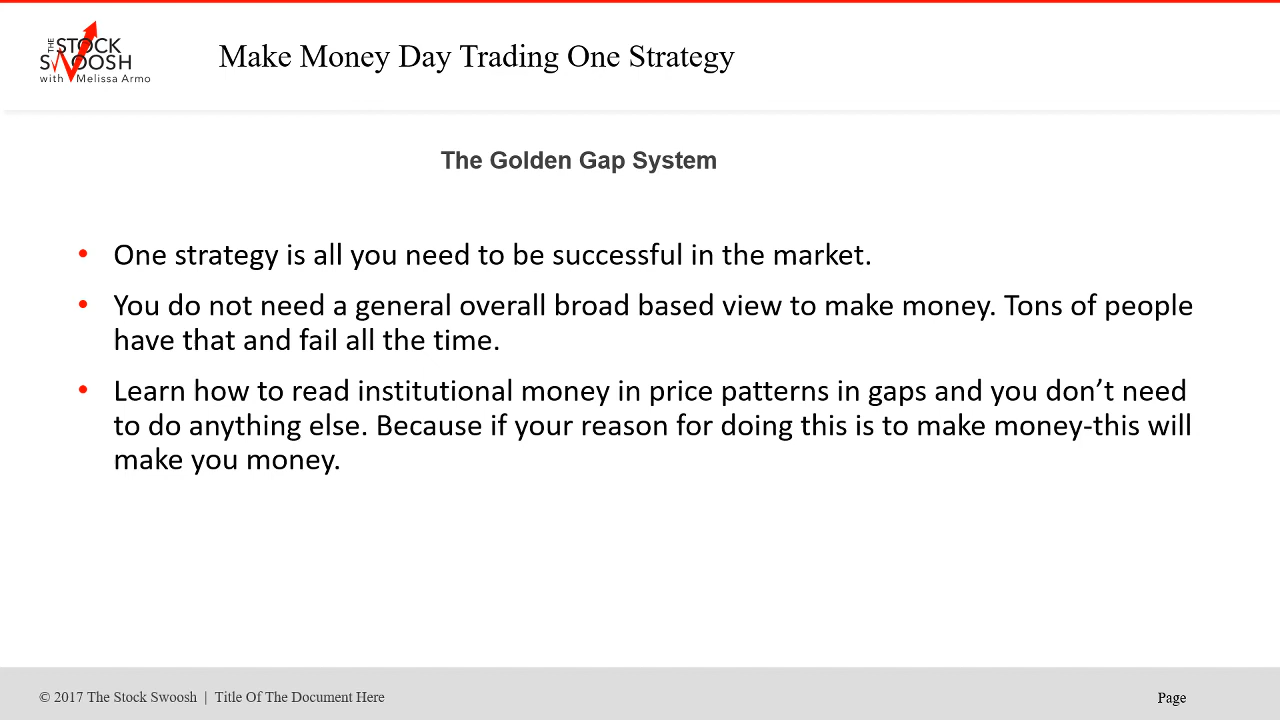 THE STOCK
SWOOSH
with Melissa Armo
Make Money Day Trading One Strategy
The Golden Gap System
• One strategy is all you need to be successful in the market.
• You do not need a general overall broad based view to make money. Tons of people
have that and fail all the time.
• Learn how to read institutional money in price patterns in gaps and you don’t need
to do anything else. Because if your reason for doing this is to make money-this will
make you money.
© 2017 The Stock Swoosh | Title Of The Document Here
Page